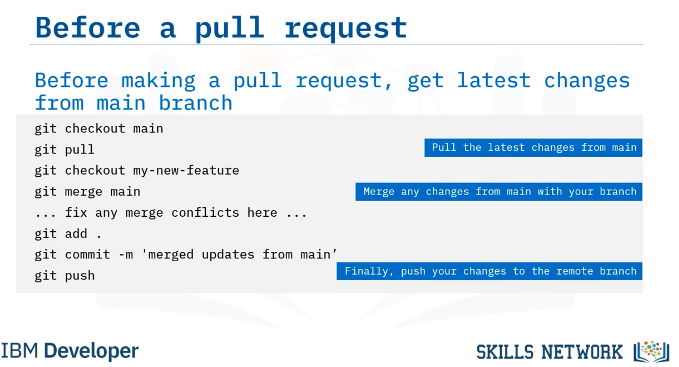 Before a pull request
Before making a pull request, get latest changes
from main branch
git checkout main
git pull
Pull the latest changes from main
git checkout my-new-feature
git merge main
Merge any changes from main with your branch
... fix any merge conflicts here ...
git add .
git commit -m 'merged updates from main’
git push
Finally, push your changes to the remote branch
IBM Developer
SKILLS NETWORK